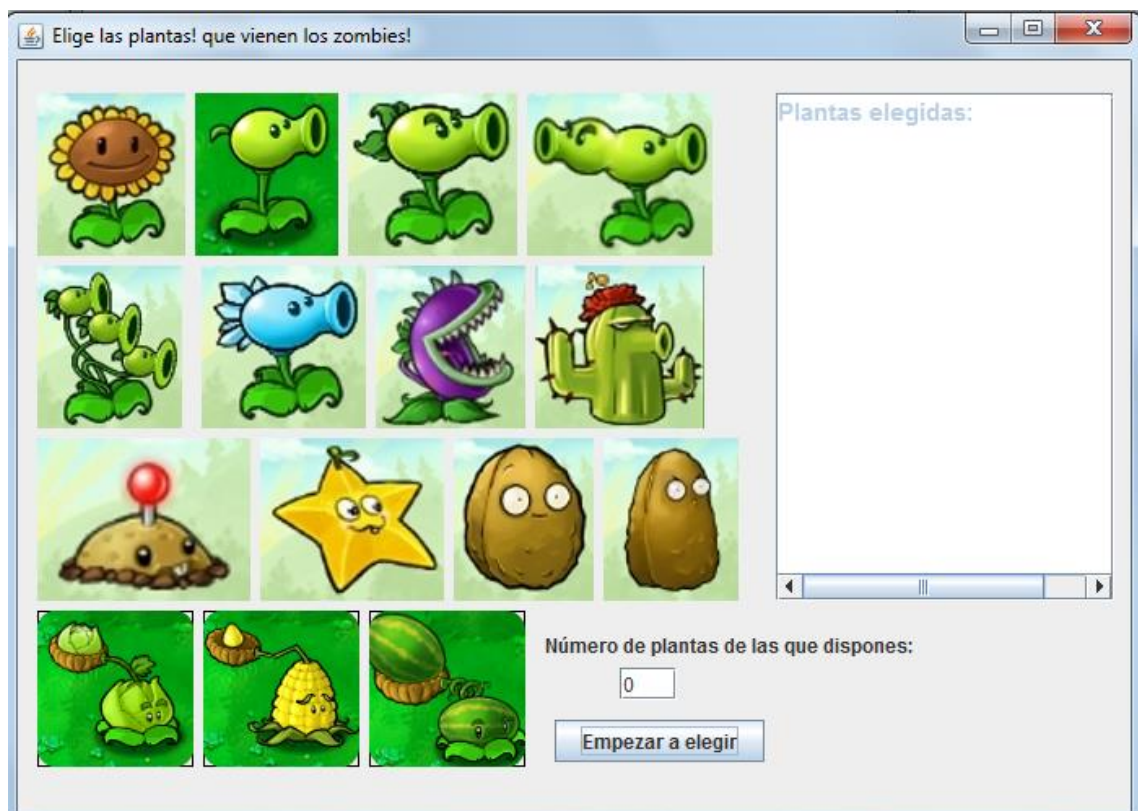 Elige las plantas! que vienen los zombies!
Plantas elegidas:
Número de plantas de las que dispones:
0
Empezar a elegir